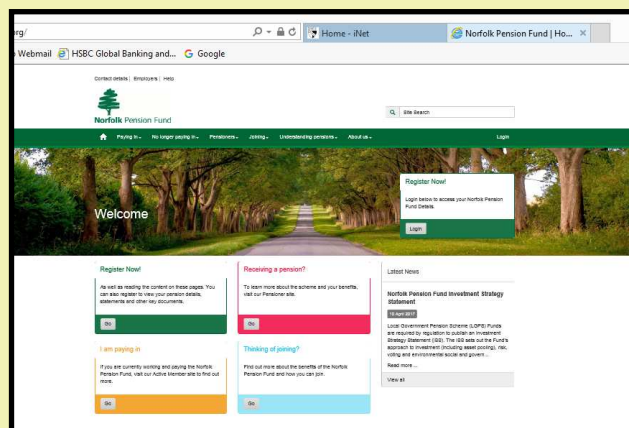 rg/
Home - iNet
Norfolk Pension Fund | Ho... ×
Webmail HSBC Global Banking and... G Google
Contact details | Employers | Help
Norfolk Pension Fund
Site Search
Paying in No longer paying in Pensioners Joining Understanding pensions About us Login
Welcome
Register Now!
Login below to access your Norfolk Pension
Fund Details.
Login
Register Now!
As well as reading the content on these pages. You
can also register to view your pension details,
statements and other key documents.
Go
Receiving a pension?
To learn more about the scheme and your benefits,
visit our Pensioner site.
Go
I am paying in
If you are currently working and paying the Norfolk
Pension Fund, visit our Active Member site to find out
more.
Go
Thinking of joining?
Find out more about the benefits of the Norfolk
Pension Fund and how you can join.
Go
Latest News
Norfolk Pension Fund Investment Strategy
Statement
April 2017
Local Government Pension Scheme (LGPS) Funds
are required by regulation to publish an Investment
Strategy Statement (ISS). The ISS sets out the Fund's
approach to investment (including asset pooling), risk,
voting and environmental social and govern...
Read more ...
View all